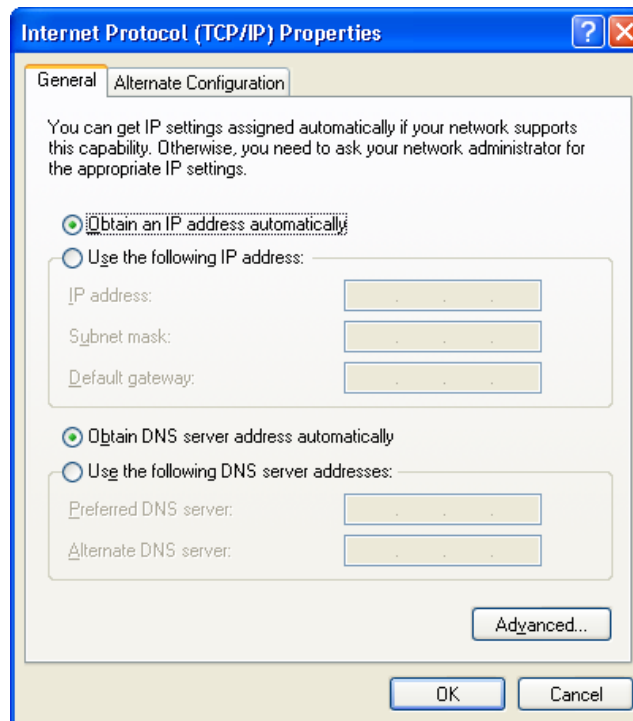 Internet Protocol (TCP/IP) Properties
?
General
Alternate Configuration
You can get IP settings assigned automatically if your network supports
this capability. Otherwise, you need to ask your network administrator for
the appropriate IP settings.
Obtain an IP address automatically
Use the following IP address:
IP address:
Subnet mask:
Default gateway:
Obtain DNS server address automatically
Use the following DNS server addresses:
Preferred DNS server:
Alternate DNS server:
Advanced...
OK
Cancel